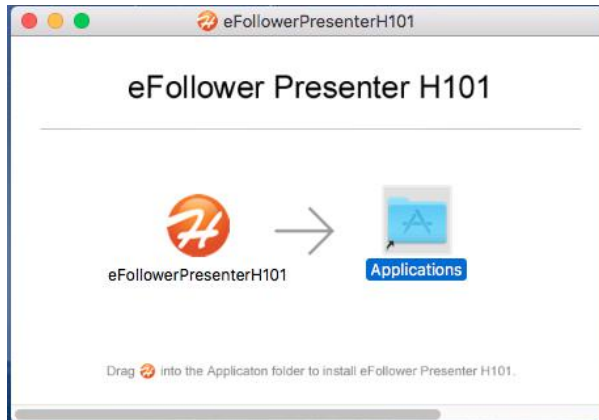 eFollowerPresenterH101
eFollower Presenter H101
eFollowerPresenterH101
Applications
Drag into the Applicaton folder to install eFollower Presenter H101.